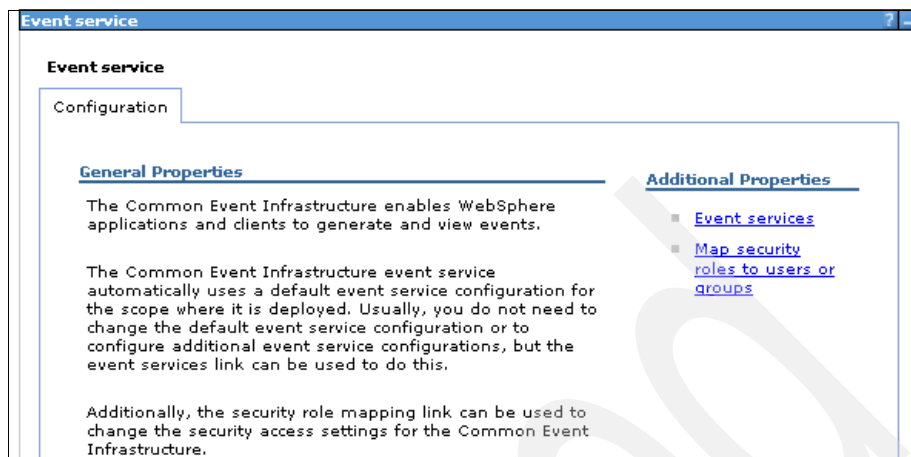 Event service
?
Event service
Configuration
General Properties
The Common Event Infrastructure enables WebSphere
applications and clients to generate and view events.
The Common Event Infrastructure event service
automatically uses a default event service configuration for
the scope where it is deployed. Usually, you do not need to
change the default event service configuration or to
configure additional event service configurations, but the
event services link can be used to do this.
Additionally, the security role mapping link can be used to
change the security access settings for the Common Event
Infrastructure.
Additional Properties
Event services
Map security
roles to users or
groups